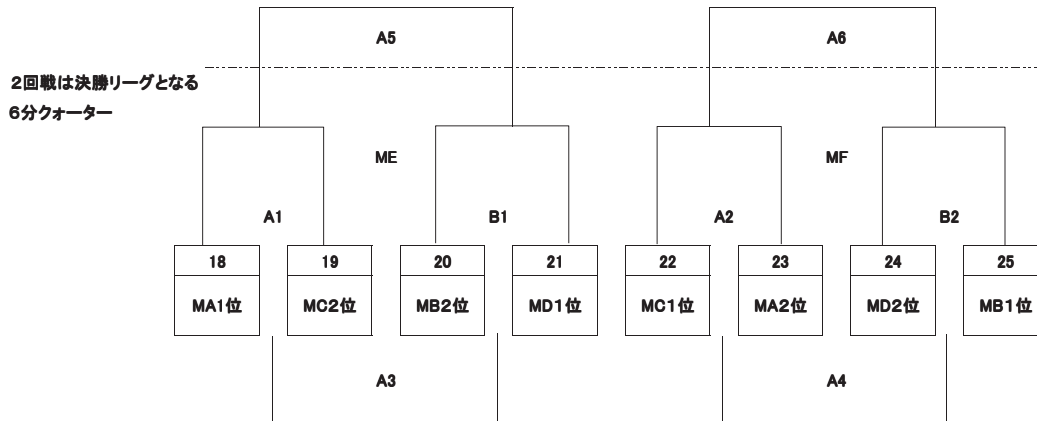 A5 A6
2回戦は決勝リーグとなる
6分クォーター
ME MF
A1 B1 A2 B2
18 19 20 21 22 23 24 25
MA1位 MC2位 MB2位 MD1位 MC1位 MA2位 MD2位 MB1位
A3 A4